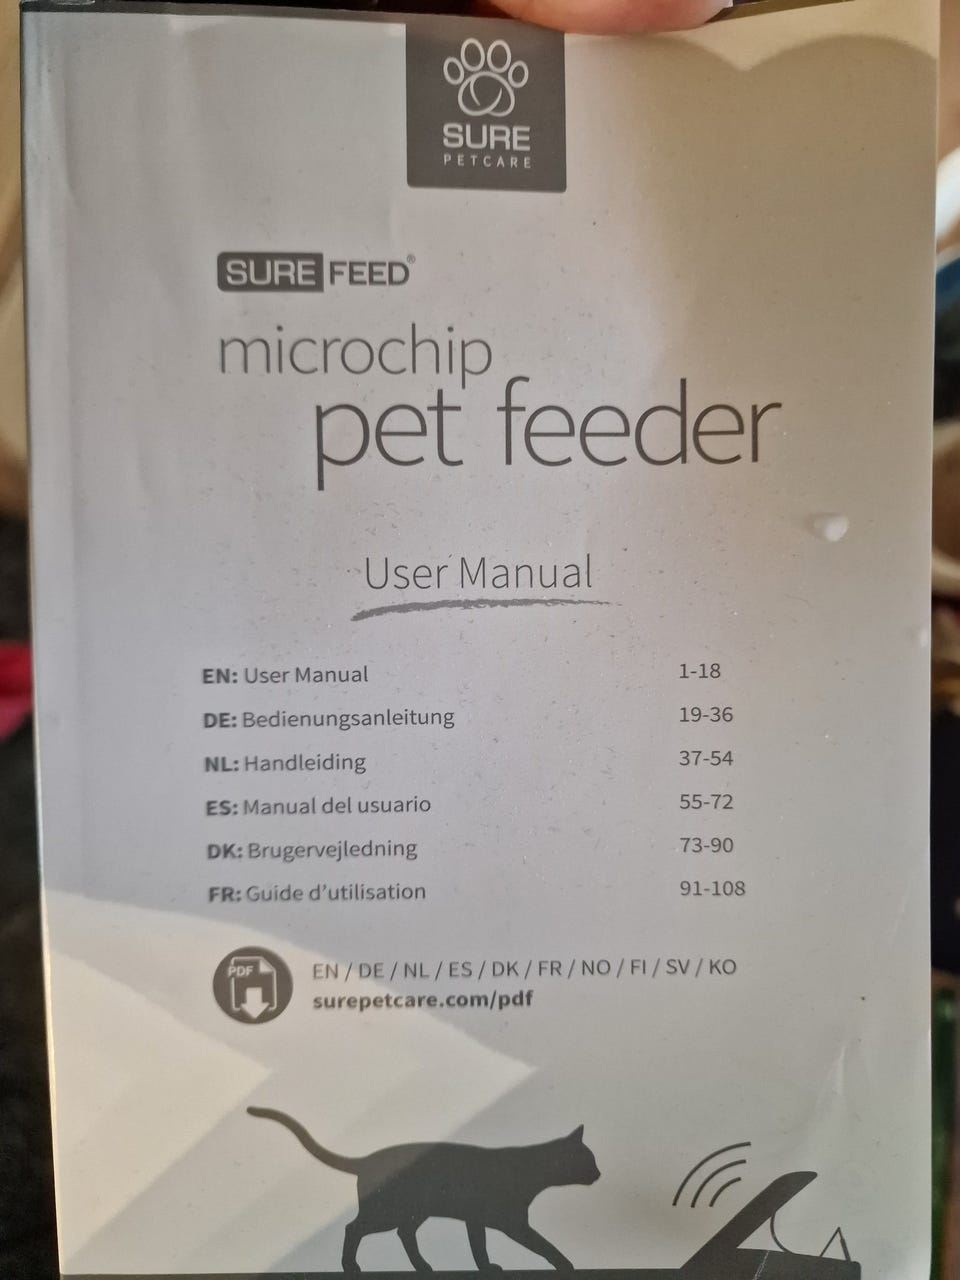 SURE
PETCARE
SURE FEED®
microchip
pet feeder
User Manual
EN: User Manual 1-18
DE: Bedienungsanleitung 19-36
NL: Handleiding 37-54
ES: Manual del usuario 55-72
DK: Brugervejledning 73-90
FR: Guide d'utilisation 91-108
PDF
EN / DE / NL / ES / DK / FR / NO / FI / SV / KO
surepetcare.com/pdf